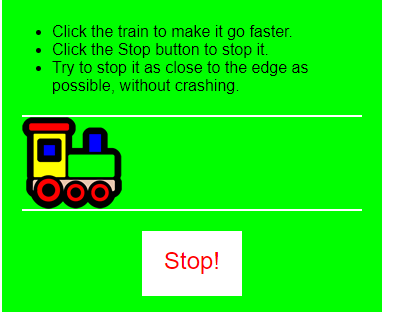 • Click the train to make it go faster.
• Click the Stop button to stop it.
• Try to stop it as close to the edge as
possible, without crashing.
Stop!